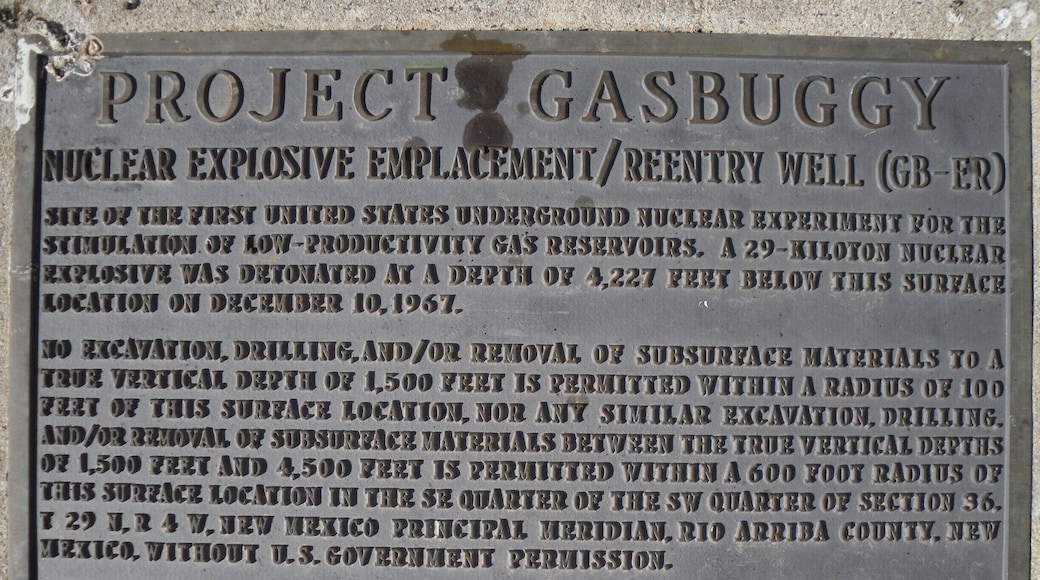 PROJECT GASBUGGY
NUCLEAR EXPLOSIVE EMPLACEMENT/REENTRY WELL (GB-ER)
SITE OF THE FIRST UNITED STATES UNDERGROUND NUCLEAR EXPERIMENT FOR THE
STIMULATION OF LOW-PRODUCTIVITY GAS RESERVOIRS. A 29-KILOTON NUCLEAR
EXPLOSIVE WAS DETONATED AT A DEPTH OF 4,227 FEET BELOW THIS SURFACE
LOCATION ON DECEMBER 10, 1967.
NO EXCAVATION, DRILLING, AND/OR REMOVAL OF SUBSURFACE MATERIALS TO A
TRUE VERTICAL DEPTH OF 1,500 FEET IS PERMITTED WITHIN A RADIUS OF 100
FEET OF THIS SURFACE LOCATION, NOR ANY SIMILAR EXCAVATION, DRILLING,
AND/OR REMOVAL OF SUBSURFACE MATERIALS BETWEEN THE TRUE VERTICAL DEPTHS
OF 1,500 FEET AND 4,500 FEET IS PERMITTED WITHIN A 600 FOOT RADIUS OF
THIS SURFACE LOCATION IN THE SE QUARTER OF THE SW QUARTER OF SECTION 36,
T 29 N, R 4 W, NEW MEXICO PRINCIPAL MERIDIAN, RIO ARRIBA COUNTY, NEW
MEXICO, WITHOUT U.S. GOVERNMENT PERMISSION.